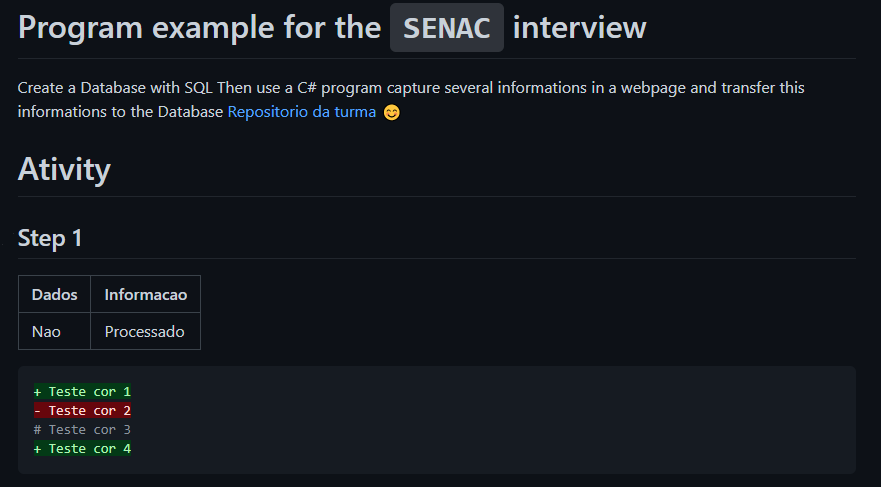 Program example for the SENAC interview
Create a Database with SQL Then use a C# program capture several informations in a webpage and transfer this
informations to the Database Repositorio da turma 😊
Ativity
Step 1
Dados Informacao
Nao Processado
+ Teste cor 1
- Teste cor 2
# Teste cor 3
+ Teste cor 4